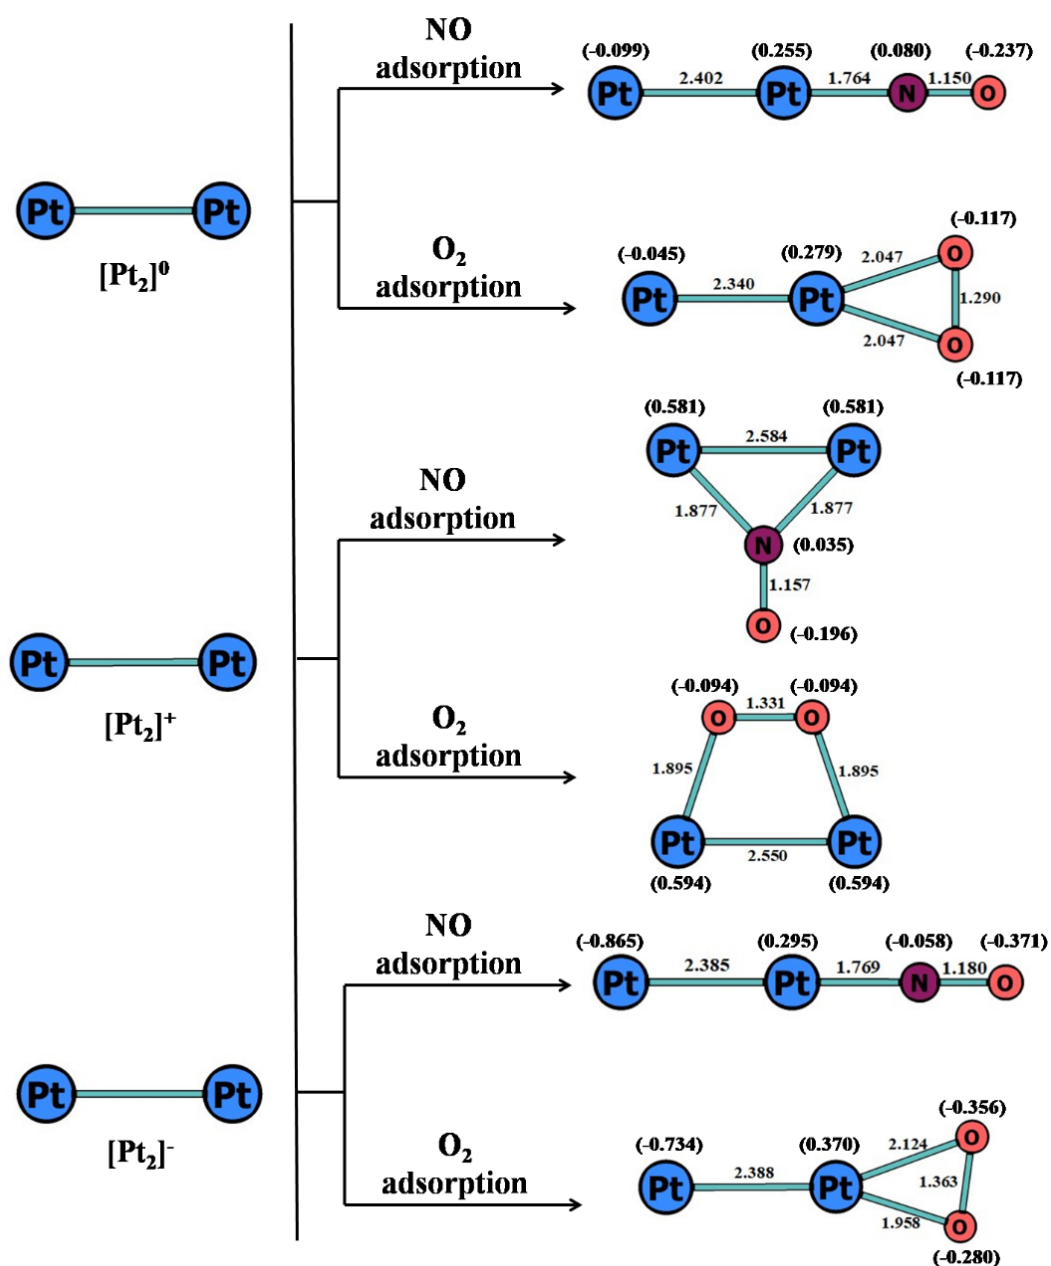 NO
adsorption
(-0.099) (0.255) (0.080) (-0.237)
Pt 2.402 Pt 1.764 N 1.150 O
Pt Pt
[Pt₂]⁰
O₂
adsorption
(-0.117)
(-0.045) (0.279) 2.047 O
Pt 2.340 Pt 1.290
2.047 O
(-0.117)
NO
adsorption
(0.581) (0.581)
Pt 2.584 Pt
1.877 1.877
N (0.035)
1.157
O (-0.196)
Pt Pt
[Pt₂]⁺
O₂
adsorption
(-0.094) (-0.094)
O 1.331 O
1.895 1.895
Pt 2.550 Pt
(0.594) (0.594)
NO
adsorption
(-0.865) (0.295) (-0.058) (-0.371)
Pt 2.385 Pt 1.769 N 1.180 O
Pt Pt
[Pt₂]⁻
O₂
adsorption
(-0.356)
(-0.734) (0.370) 2.124 O
Pt 2.388 Pt 1.363
1.958 O
(-0.280)